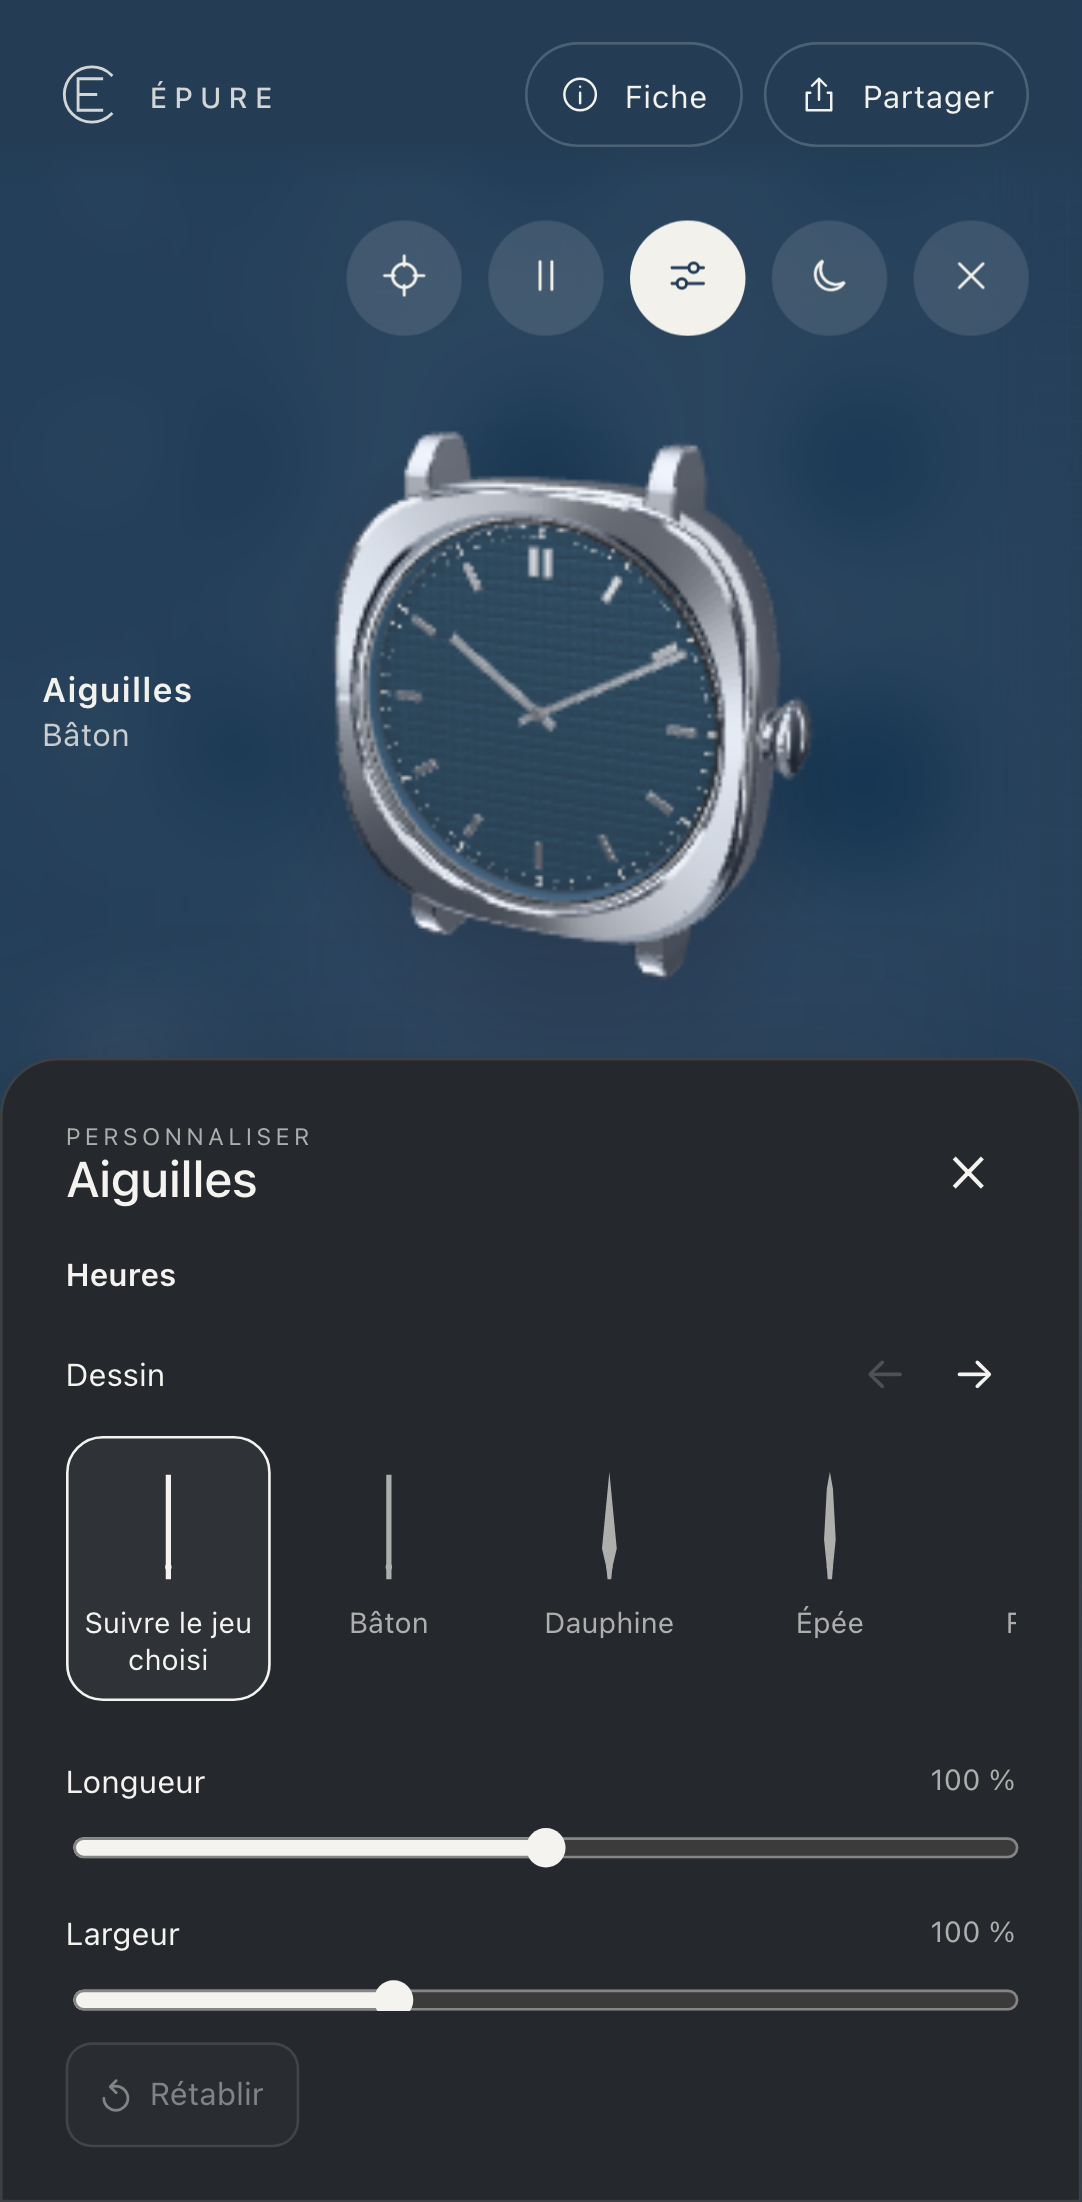 ÉPURE
Fiche
Partager
Aiguilles
Bâton
PERSONNALISER
Aiguilles
Heures
Dessin
Suivre le jeu
choisi
Bâton
Dauphine
Épée
Longueur
100 %
Largeur
100 %
Rétablir